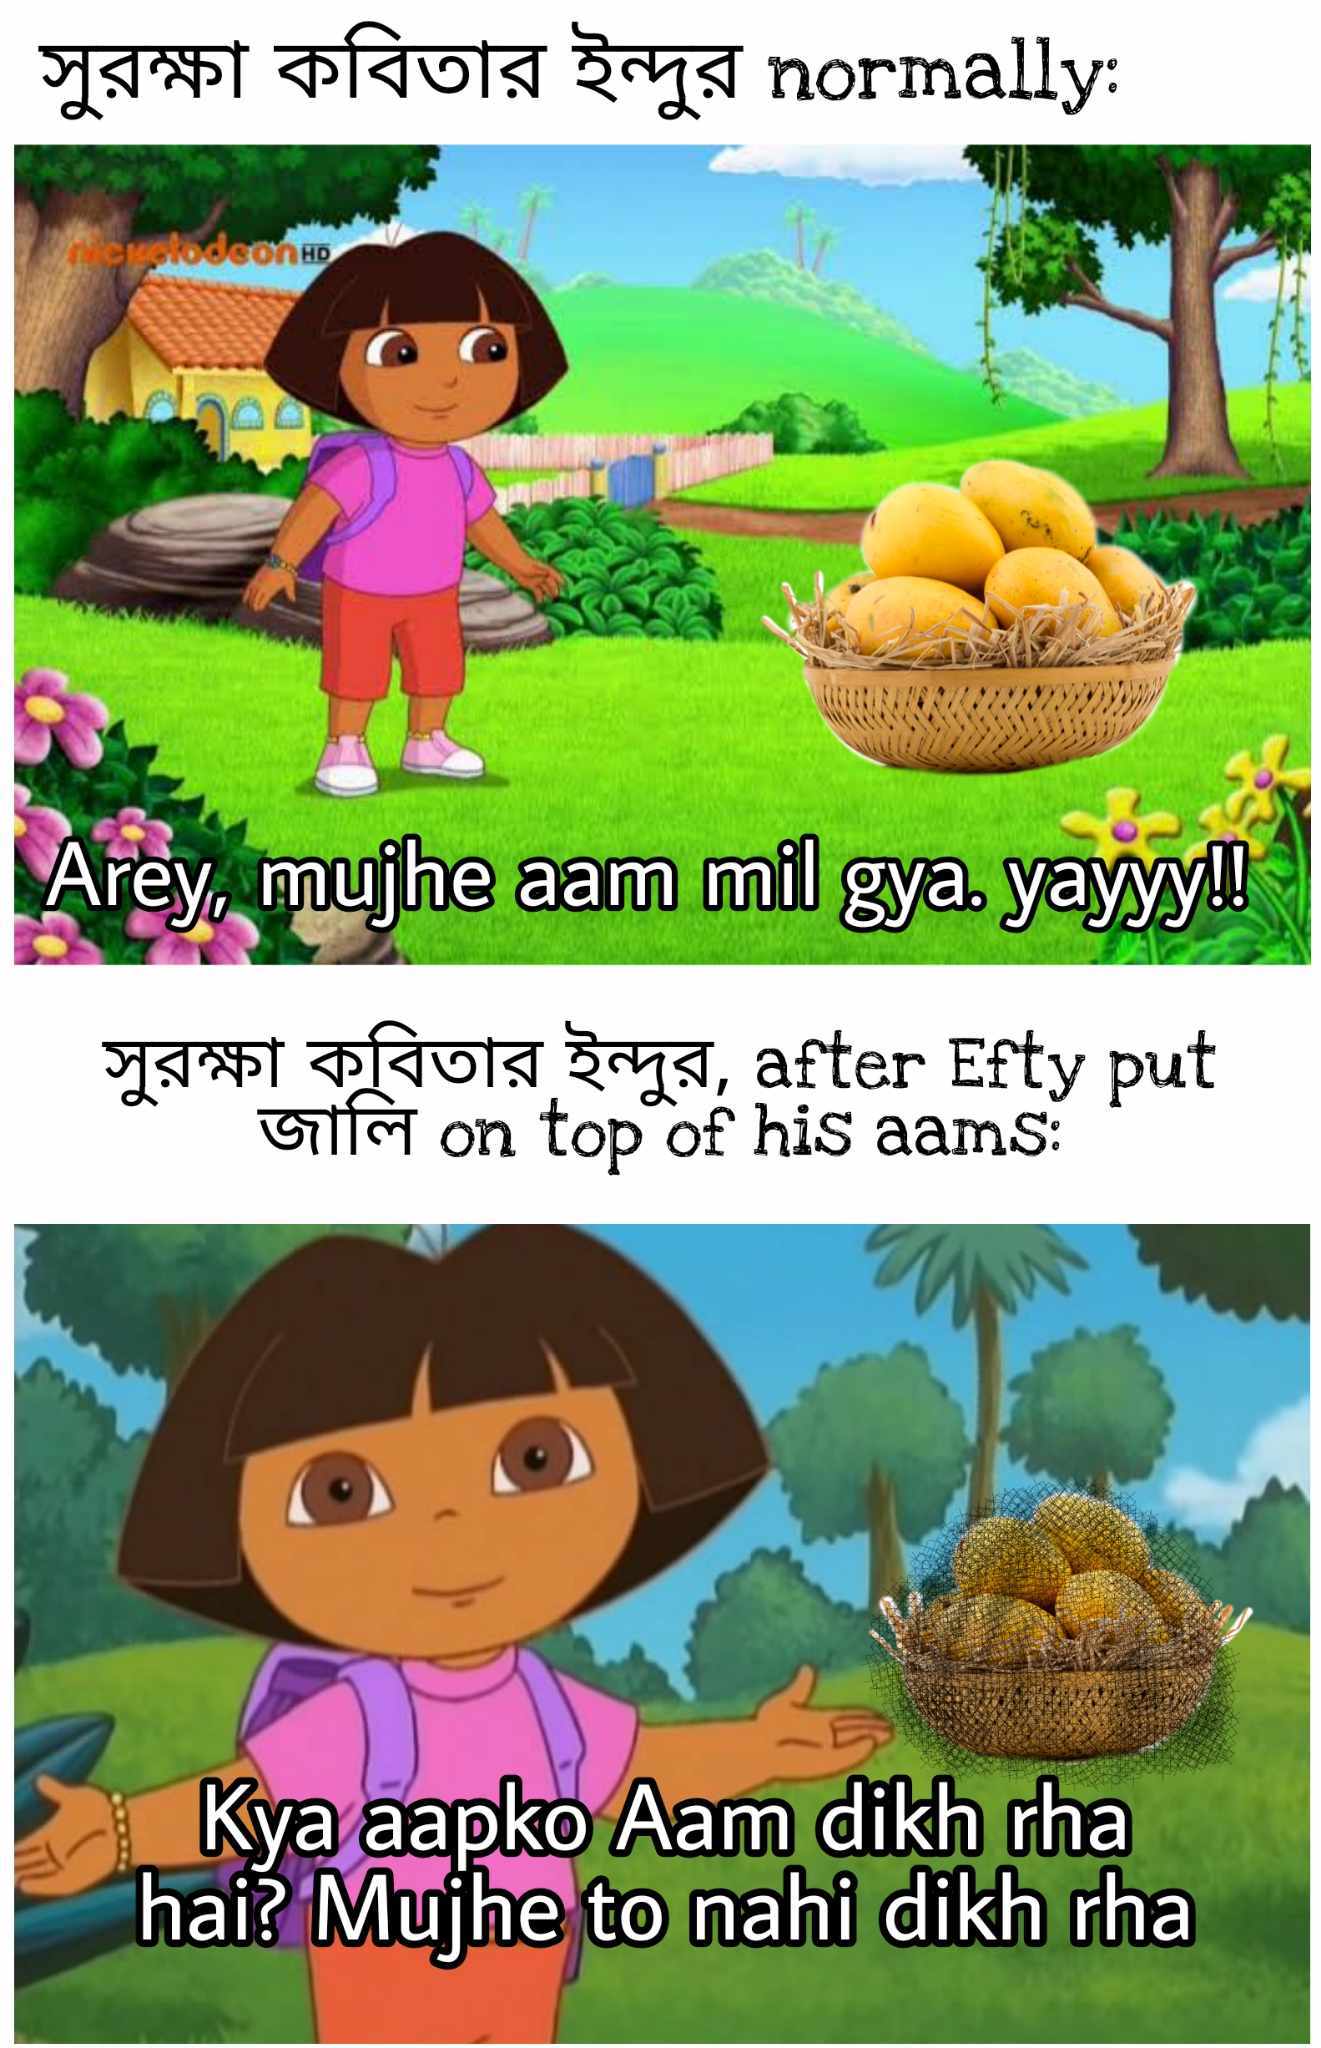 সুরক্ষা কবিতার ইন্দুর normally:
nickelodeon HD
Arey, mujhe aam mil gya. yayyy!!
সুরক্ষা কবিতার ইন্দুর, after Efty put
জালি on top of his aams:
Kya aapko Aam dikh rha
hai? Mujhe to nahi dikh rha